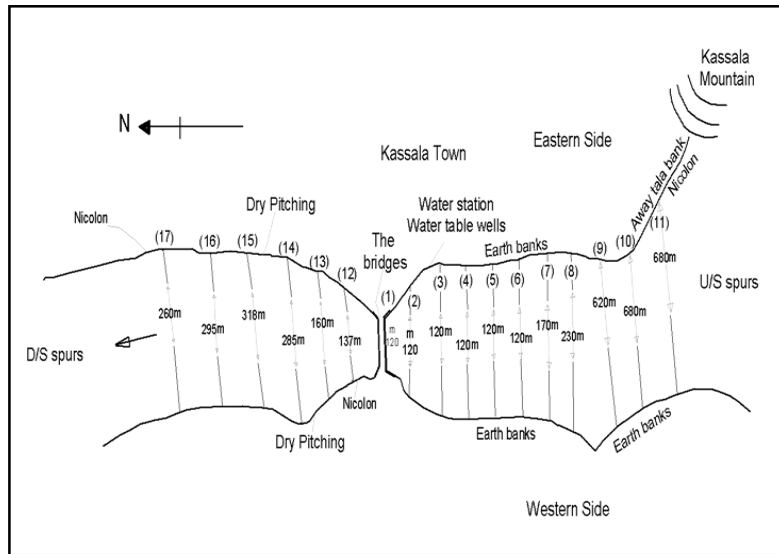 Kassala
Mountain
N
Kassala Town
Eastern Side
Away tala bank
Nicolon
Water station
Water table wells
Dry Pitching
Nicolon
The
bridges
Earth banks
(17)
(16)
(15)
(14)
(13)
(12)
(1)
(2)
(3)
(4)
(5)
(6)
(7)
(8)
(9)
(10)
(11)
260m
295m
318m
285m
160m
137m
m
120
m
120
120m
120m
120m
120m
170m
230m
620m
680m
680m
U/S spurs
D/S spurs
Nicolon
Dry Pitching
Earth banks
Earth banks
Western Side